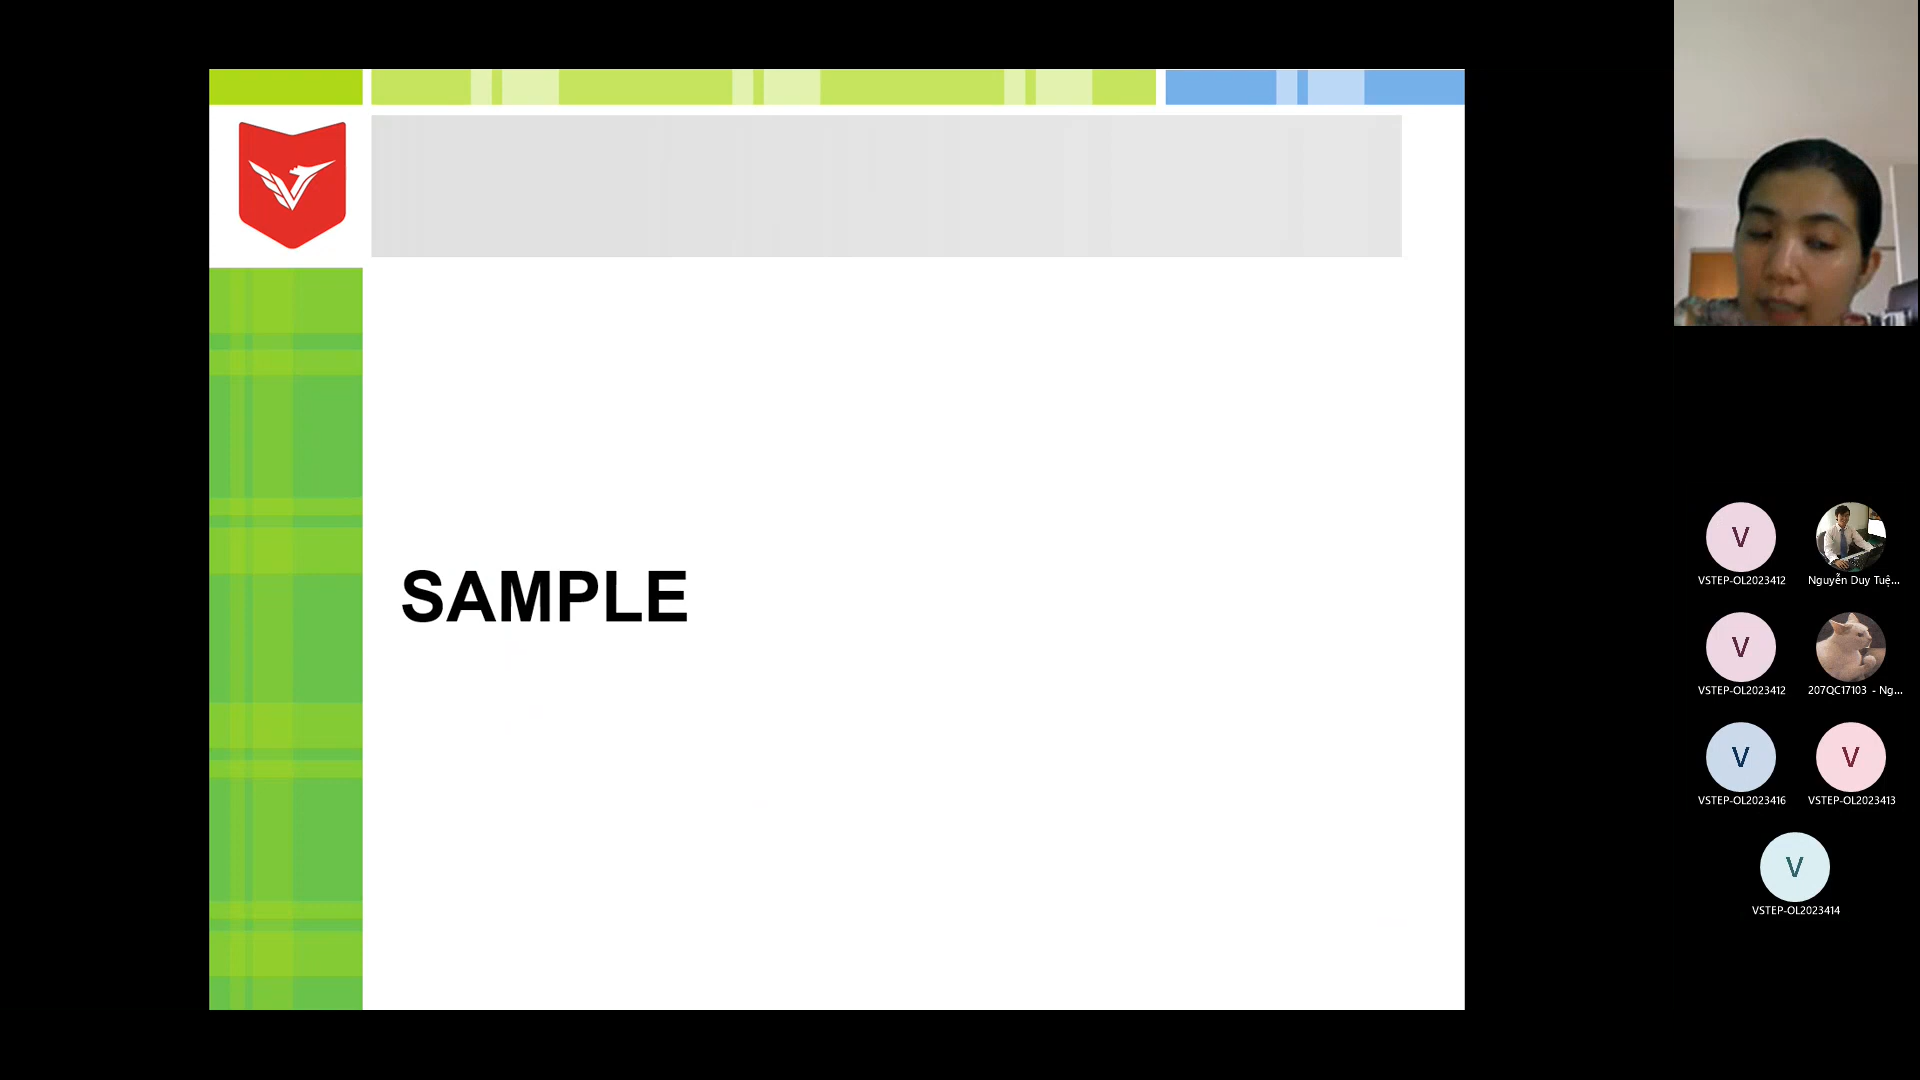 SAMPLE
V
VSTEP-OL2023412
Nguyễn Duy Tuệ...
V
VSTEP-OL2023412
207QC17103 - Ng...
V
VSTEP-OL2023416
V
VSTEP-OL2023413
V
VSTEP-OL2023414